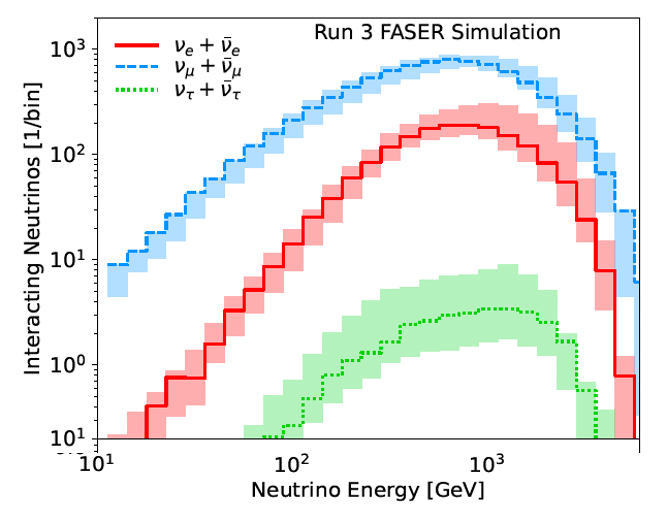 Run 3 FASER Simulation
νe + ν̄e
νμ + ν̄μ
ντ + ν̄τ
Interacting Neutrinos [1/bin]
10³
10²
10¹
10⁰
10¹
10¹ 10² 10³
Neutrino Energy [GeV]